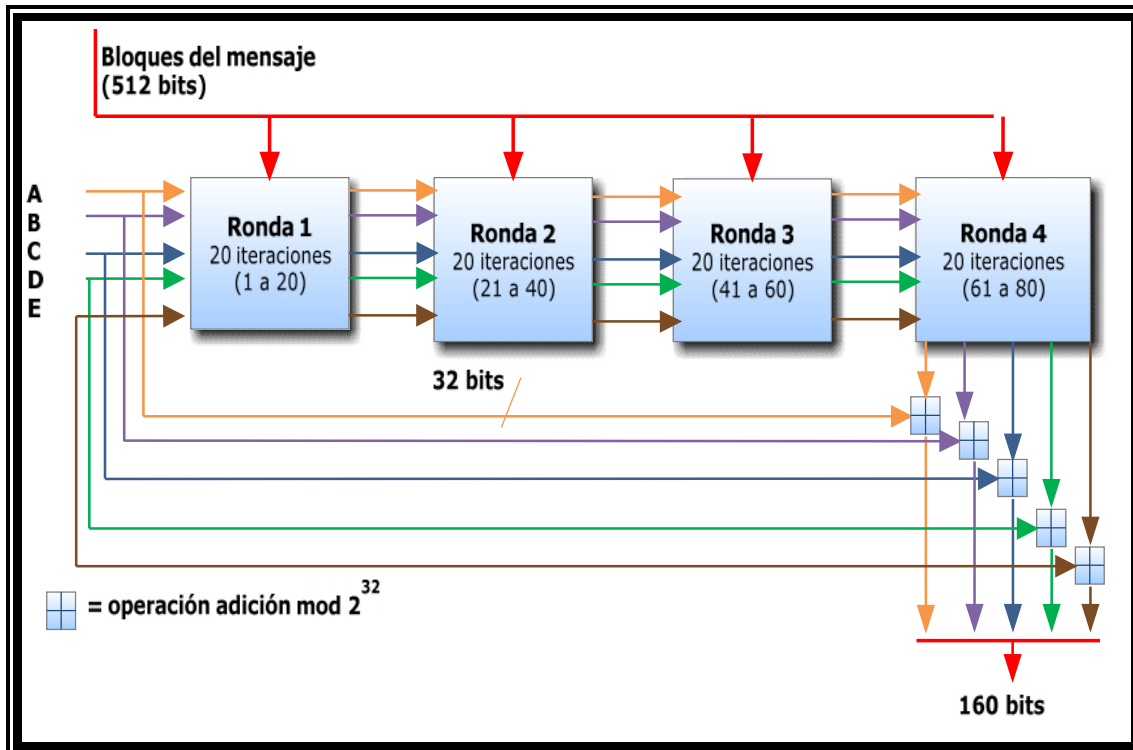 Bloques del mensaje
(512 bits)
A
B
C
D
E
Ronda 1
20 iteraciones
(1 a 20)
Ronda 2
20 iteraciones
(21 a 40)
Ronda 3
20 iteraciones
(41 a 60)
Ronda 4
20 iteraciones
(61 a 80)
32 bits
= operación adición mod 2^32
160 bits